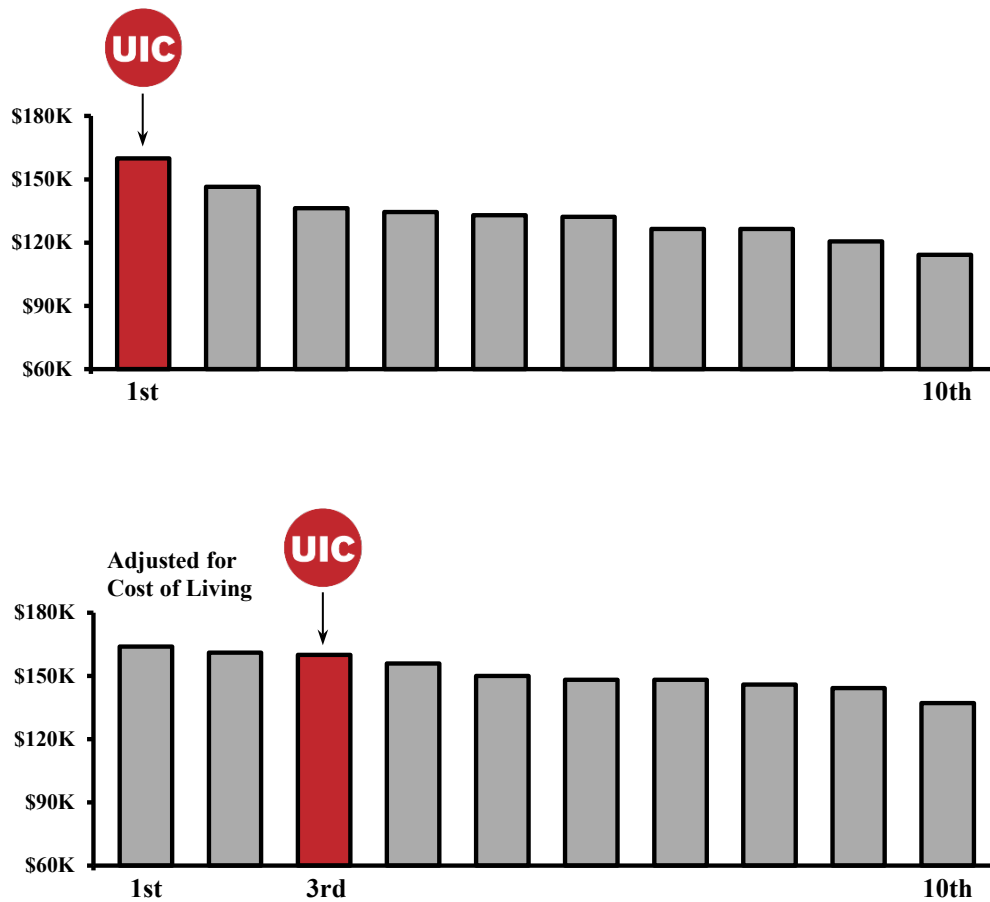 UIC
$180K
$150K
$120K
$90K
$60K
1st 10th
UIC
Adjusted for
Cost of Living
$180K
$150K
$120K
$90K
$60K
1st 3rd 10th